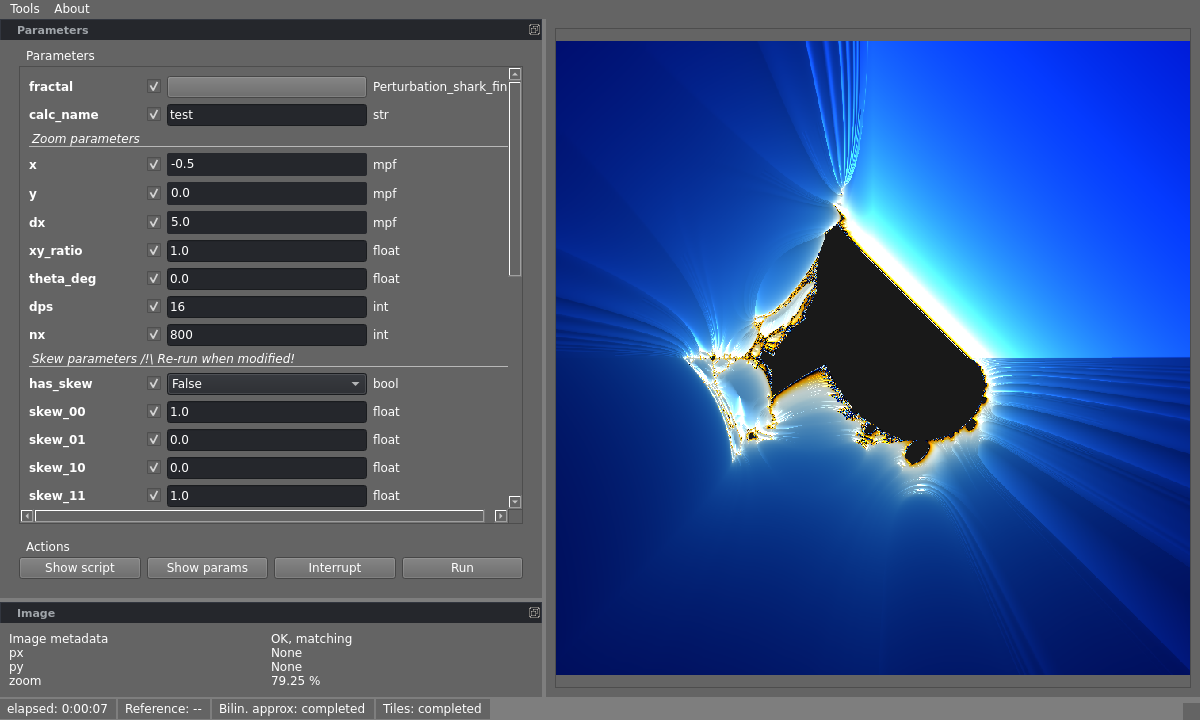 Tools About
Parameters
Parameters
fractal Perturbation_shark_fin
calc_name test str
Zoom parameters
x -0.5 mpf
y 0.0 mpf
dx 5.0 mpf
xy_ratio 1.0 float
theta_deg 0.0 float
dps 16 int
nx 800 int
Skew parameters /!\ Re-run when modified!
has_skew False bool
skew_00 1.0 float
skew_01 0.0 float
skew_10 0.0 float
skew_11 1.0 float
Actions
Show script Show params Interrupt Run
Image
Image metadata OK, matching
px None
py None
zoom 79.25 %
elapsed: 0:00:07 Reference: -- Bilin. approx: completed Tiles: completed